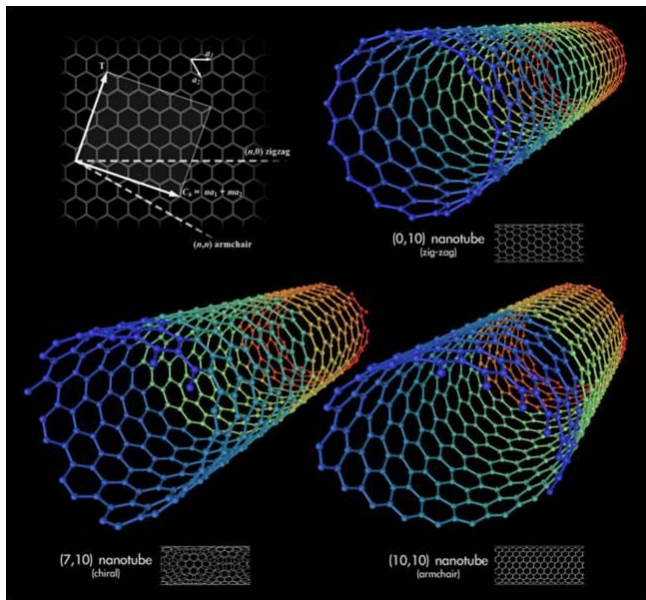 a₁
a₂
T
(n,0) zigzag
Cₕ = na₁ + ma₂
(n,n) armchair
(0,10) nanotube
(zig-zag)
(7,10) nanotube
(chiral)
(10,10) nanotube
(armchair)